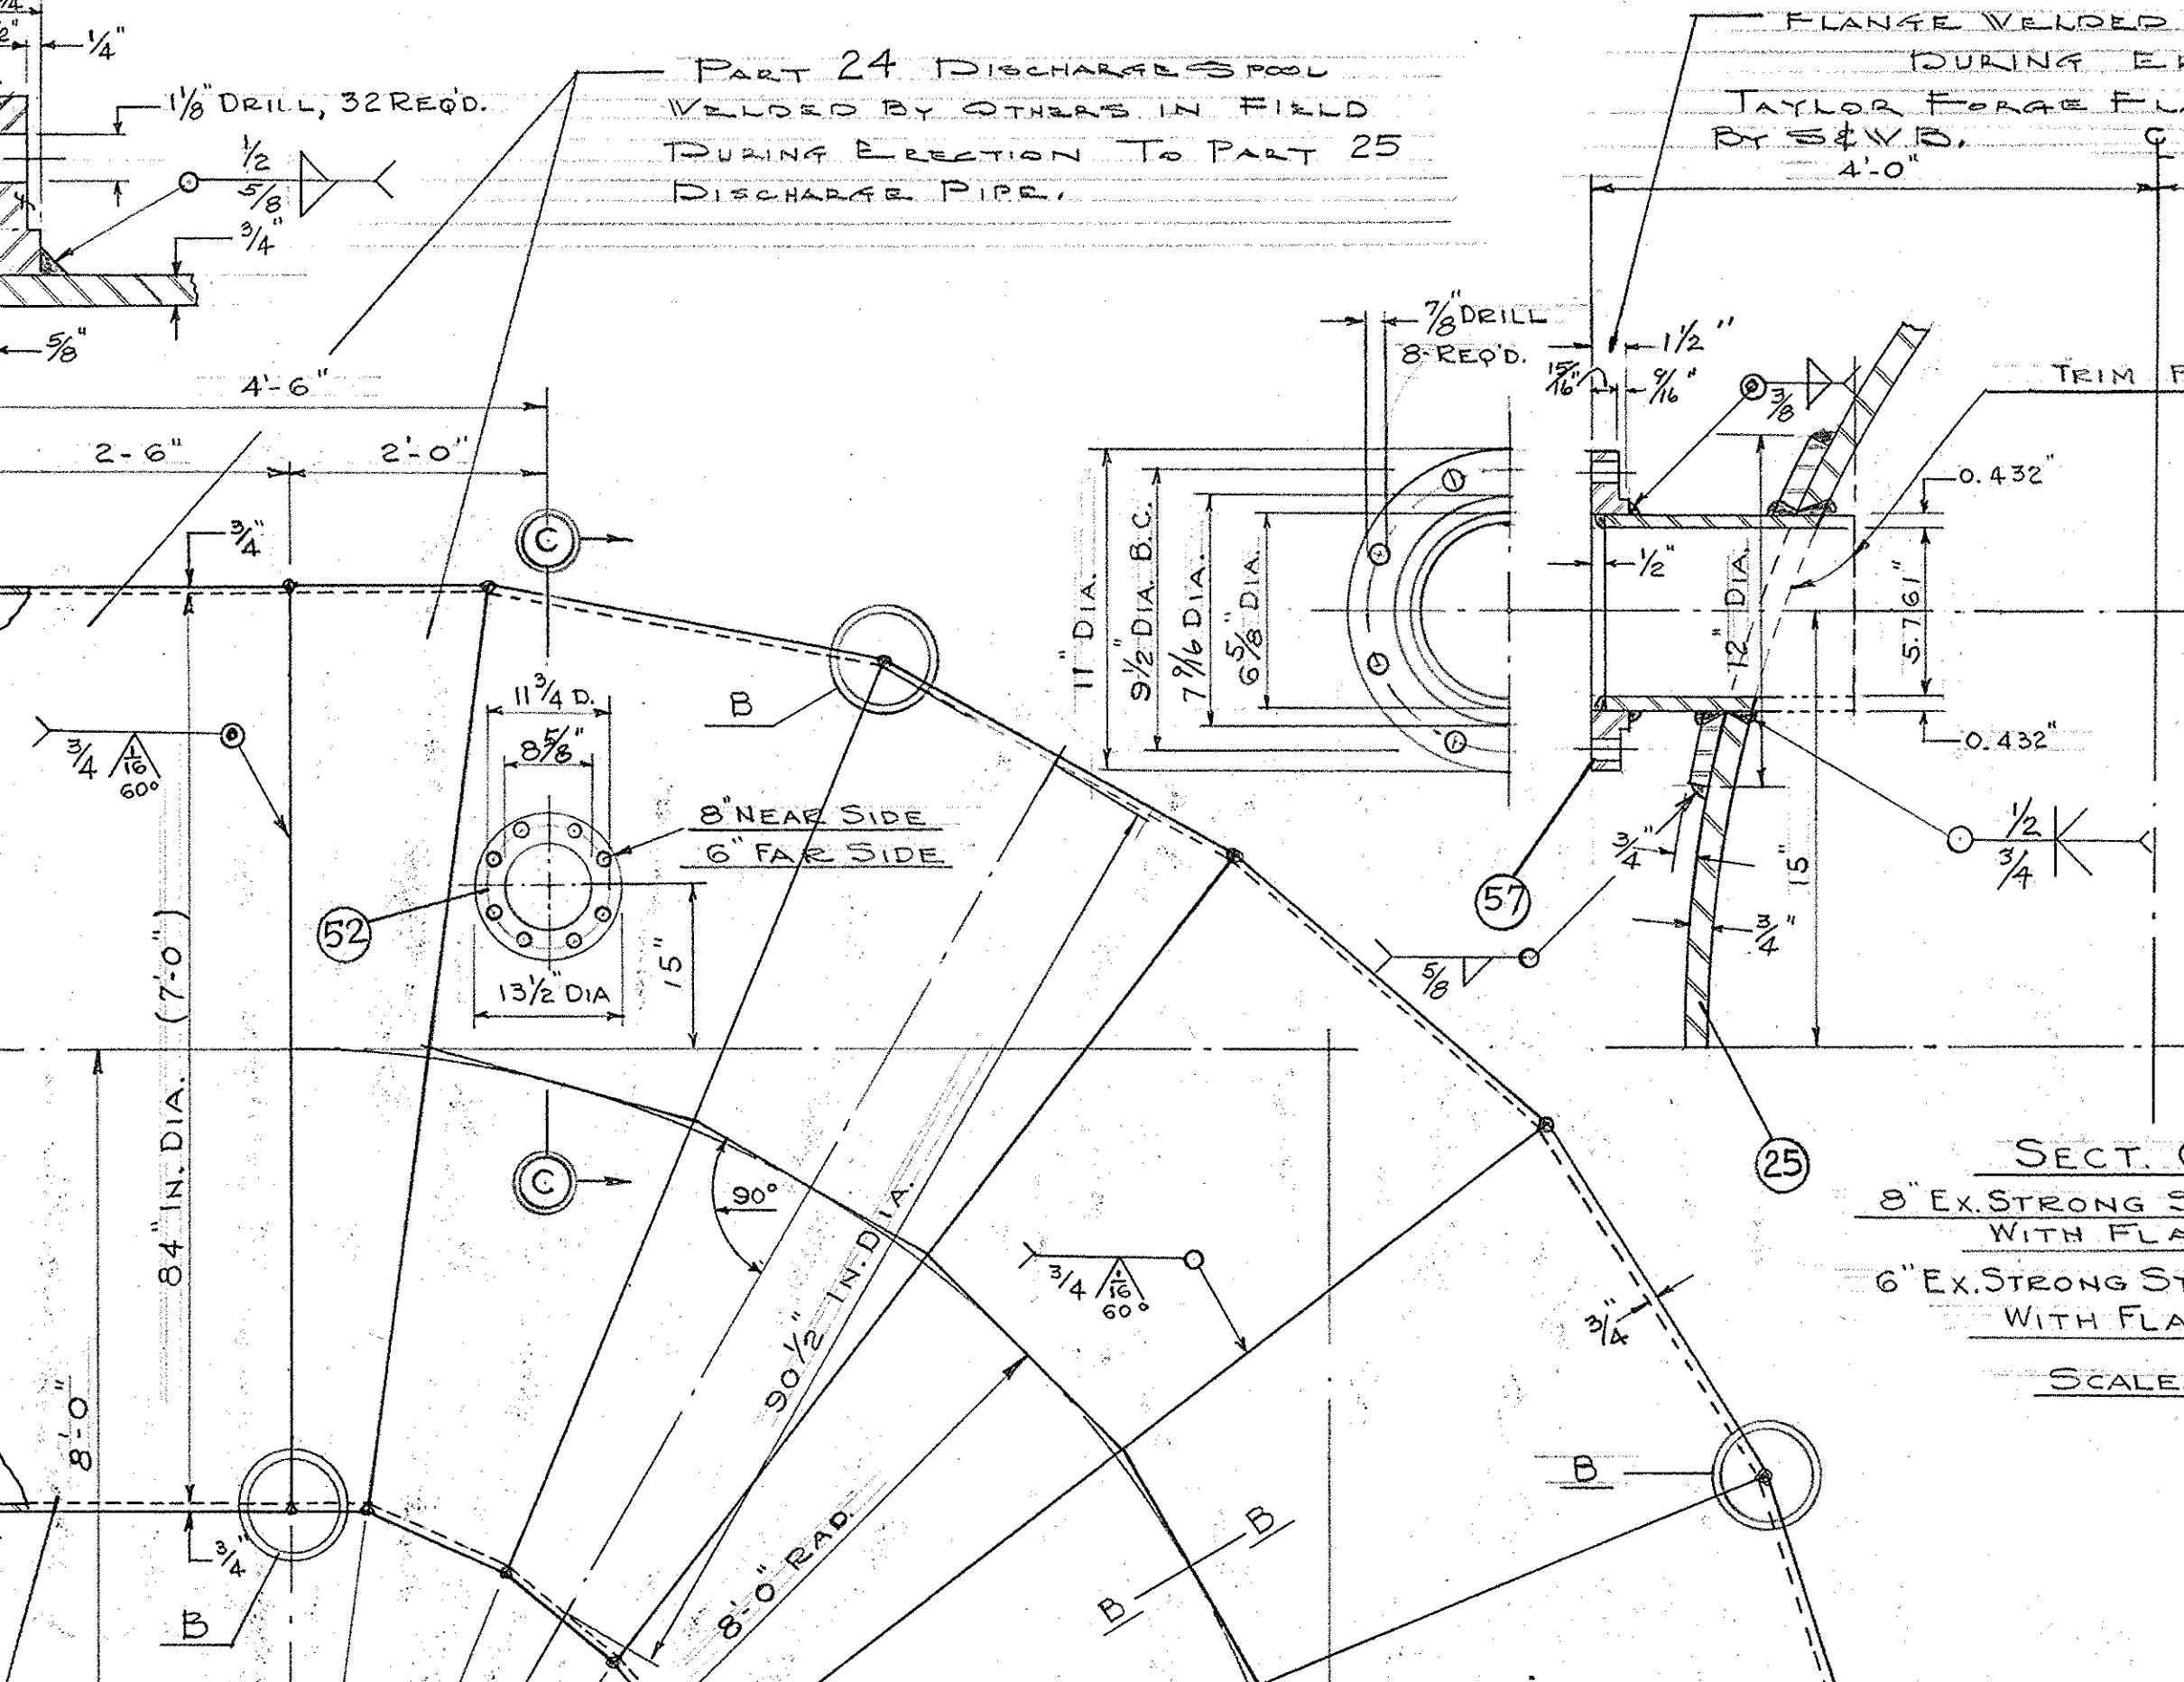 1/4"
1 1/8" DRILL, 32 REQ'D.
1/2
5/8
3/4"
5/8"
PART 24 DISCHARGE SPOOL
WELDED BY OTHERS IN FIELD
DURING ERECTION TO PART 25
DISCHARGE PIPE.
FLANGE WELDED
DURING
TAYLOR FORGE
BY S&WB.
℄
4'-0"
4'-6"
2-6"
2'-0"
3/4"
C
7/8" DRILL
8-REQ'D.
1 1/2"
15/16"
9/16"
3/8
TRIM
0.432"
1/2"
11" DIA.
9 1/2" DIA. B.C.
7 9/16 DIA.
6 5/8" DIA.
12" DIA.
5.761"
0.432"
B
11 3/4 D.
8 5/8"
3/4 1/16
60°
8" NEAR SIDE
6" FAR SIDE
52
13 1/2" DIA
15"
84" IN. DIA. (7'-0")
57
3/4"
3/4"
5/8
15"
1/2
3/4
25
C
90°
90 1/2" IN. DIA.
3/4 1/16
60°
3/4"
SECT.
8" EX. STRONG
WITH
6" EX. STRONG
WITH
SCALE
8'-0"
8'-0" RAD.
B
B
B
3/4"
B